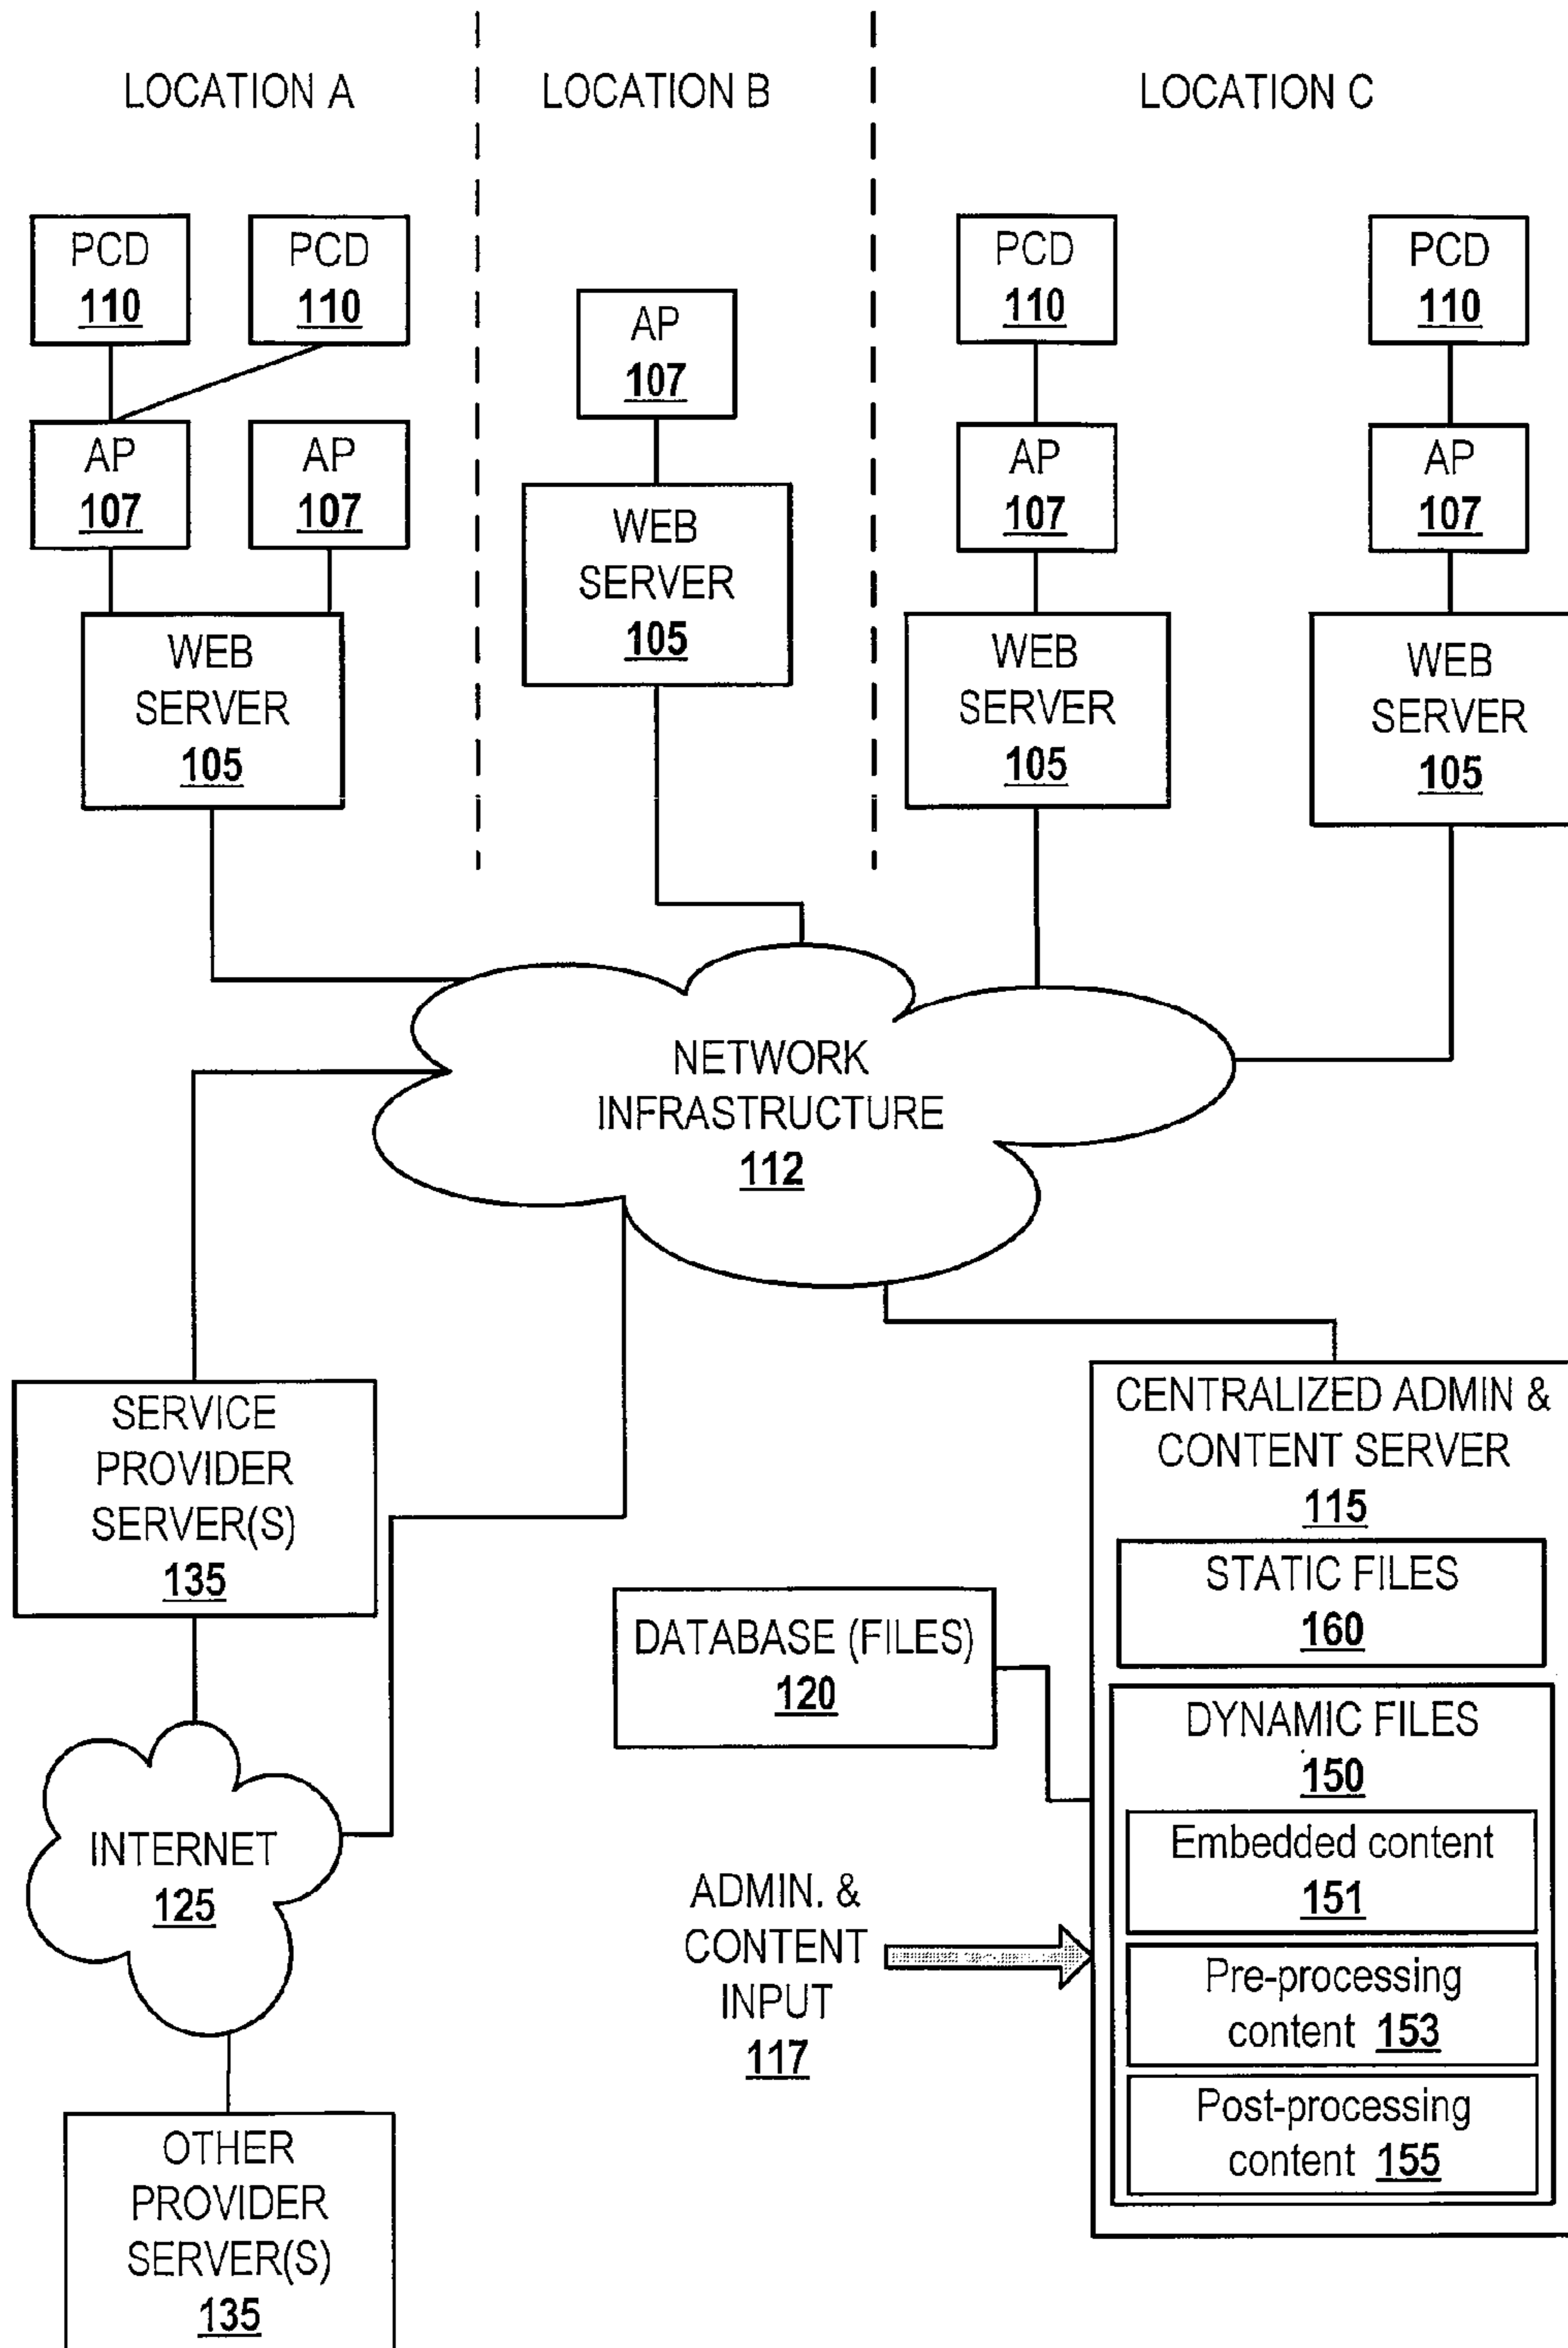 LOCATION A
LOCATION B
LOCATION C
PCD
110
PCD
110
AP
107
AP
107
WEB
SERVER
105
AP
107
WEB
SERVER
105
PCD
110
AP
107
WEB
SERVER
105
PCD
110
AP
107
WEB
SERVER
105
NETWORK
INFRASTRUCTURE
112
SERVICE
PROVIDER
SERVER(S)
135
INTERNET
125
OTHER
PROVIDER
SERVER(S)
135
DATABASE (FILES)
120
ADMIN. &
CONTENT
INPUT
117
CENTRALIZED ADMIN &
CONTENT SERVER
115
STATIC FILES
160
DYNAMIC FILES
150
Embedded content
151
Pre-processing
content 153
Post-processing
content 155